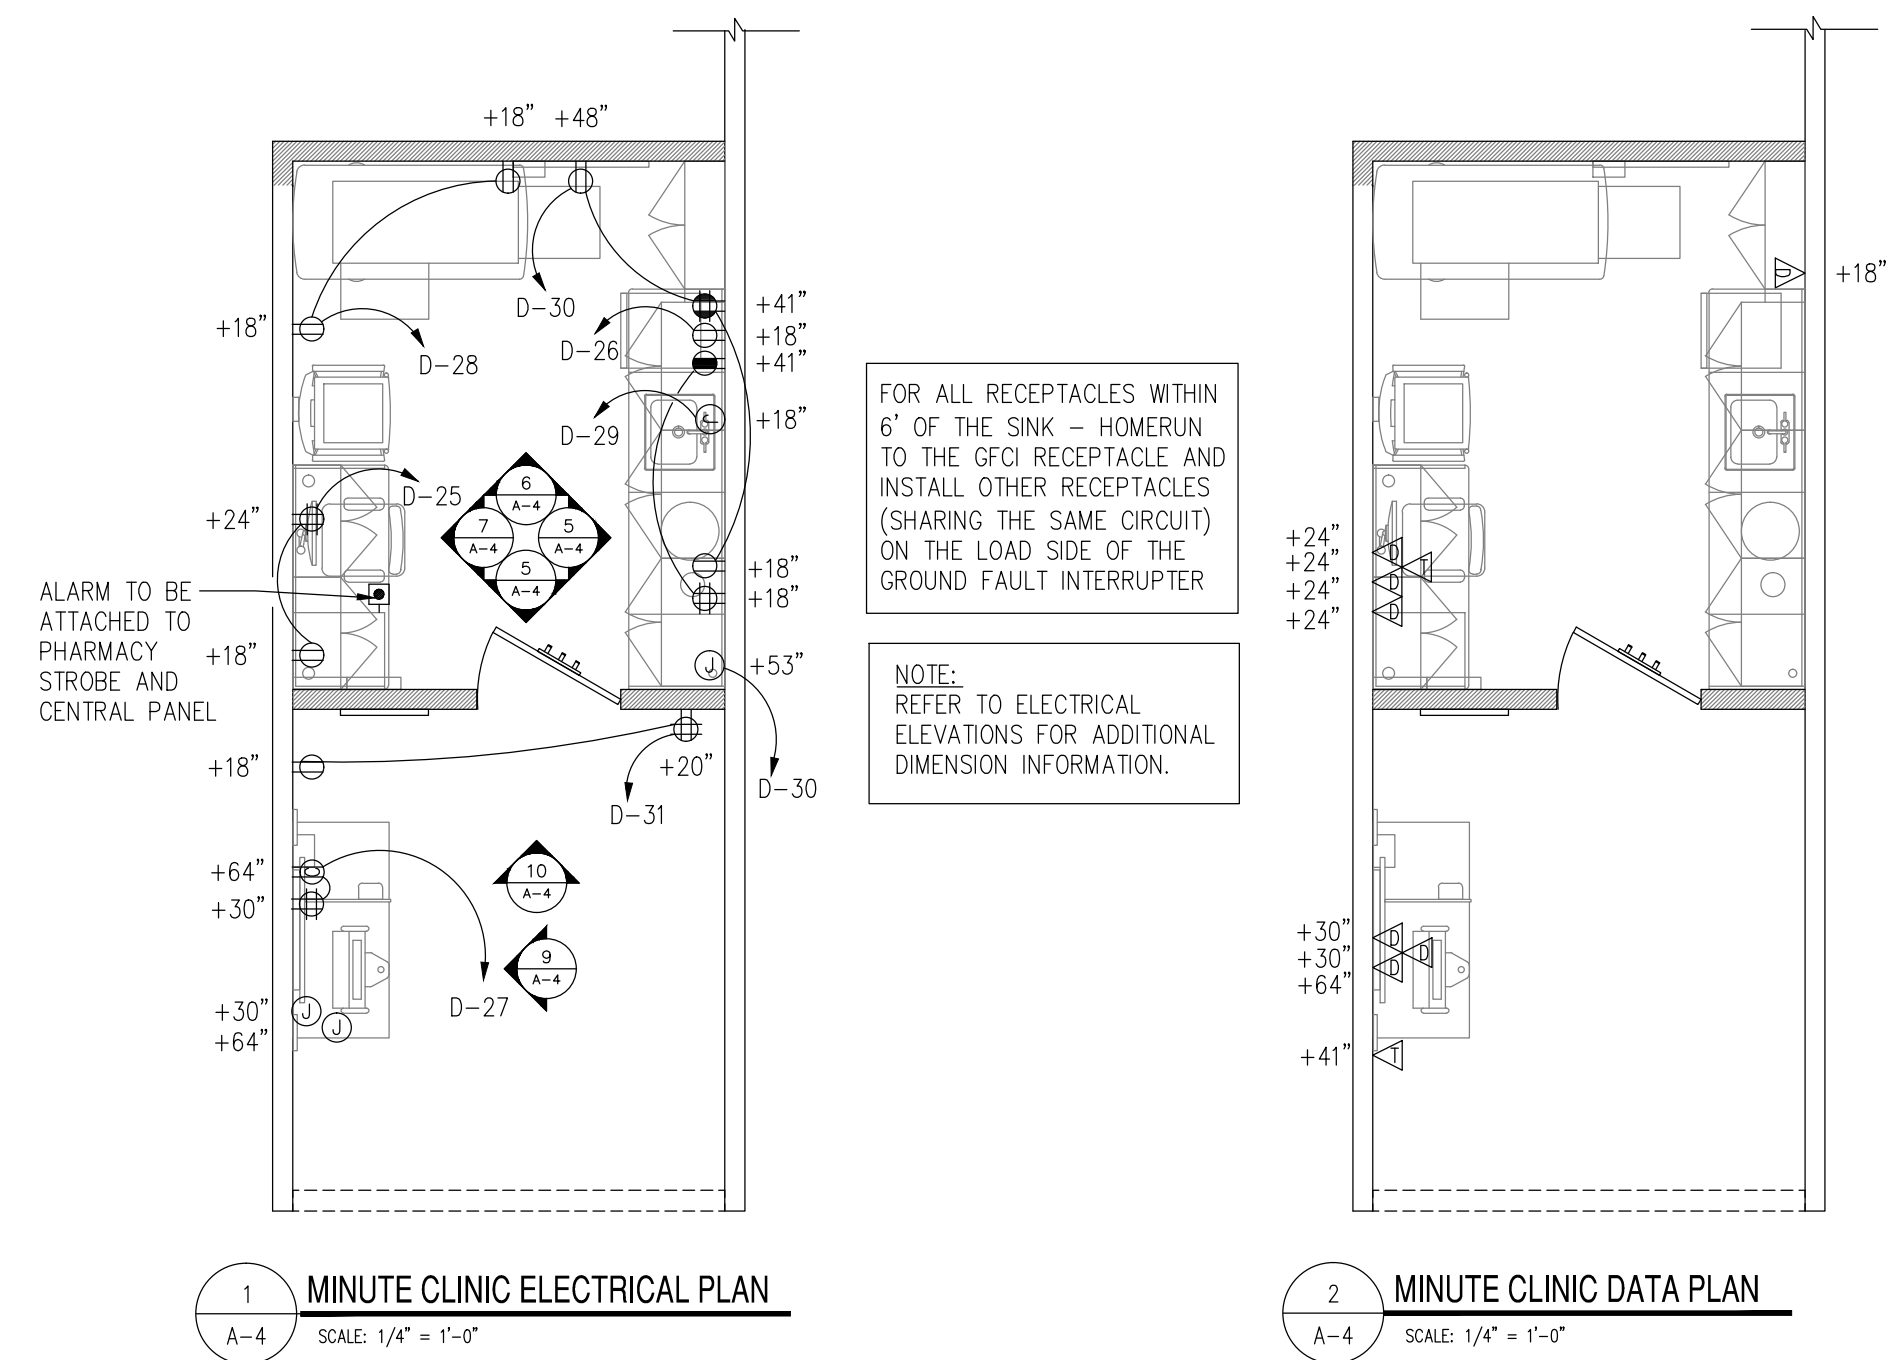 +18” +48”
D-30
+18”
D-28
+41”
+18”
+41”
D-26
+18”
D-29
D-25
+24”
6
A-4
7
A-4
5
A-4
5
A-4
+18”
+18”
ALARM TO BE
ATTACHED TO
PHARMACY
STROBE AND
CENTRAL PANEL
+18”
J
+53”
+18”
+20”
D-30
D-31
+64”
+30”
10
A-4
9
A-4
D-27
+30”
J
J
+64”
FOR ALL RECEPTACLES WITHIN
6’ OF THE SINK – HOMERUN
TO THE GFCI RECEPTACLE AND
INSTALL OTHER RECEPTACLES
(SHARING THE SAME CIRCUIT)
ON THE LOAD SIDE OF THE
GROUND FAULT INTERRUPTER
NOTE:
REFER TO ELECTRICAL
ELEVATIONS FOR ADDITIONAL
DIMENSION INFORMATION.
1
A-4
MINUTE CLINIC ELECTRICAL PLAN
SCALE: 1/4” = 1’-0”
D
+18”
+24”
+24”
+24”
+24”
D
T
D
D
+30”
+30”
+64”
D
D
D
+41”
T
2
A-4
MINUTE CLINIC DATA PLAN
SCALE: 1/4” = 1’-0”